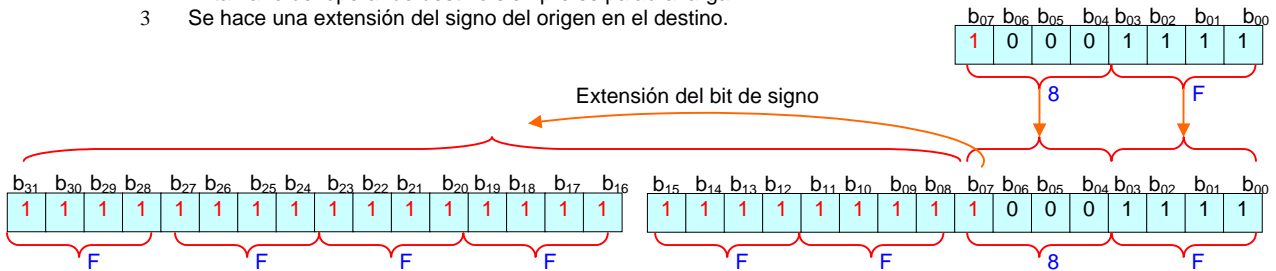 3 Se hace una extensión del signo del origen en el destino.
b07 b06 b05 b04 b03 b02 b01 b00
1 0 0 0 1 1 1 1
8 F
Extensión del bit de signo
b31 b30 b29 b28 b27 b26 b25 b24 b23 b22 b21 b20 b19 b18 b17 b16 b15 b14 b13 b12 b11 b10 b09 b08 b07 b06 b05 b04 b03 b02 b01 b00
1 1 1 1 1 1 1 1 1 1 1 1 1 1 1 1 1 1 1 1 1 1 1 1 1 0 0 0 1 1 1 1
F F F F F F 8 F